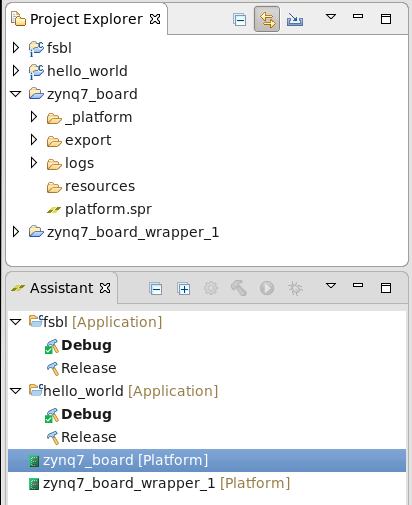 Project Explorer
fsbl
hello_world
zynq7_board
_platform
export
logs
resources
platform.spr
zynq7_board_wrapper_1
Assistant
fsbl [Application]
Debug
Release
hello_world [Application]
Debug
Release
zynq7_board [Platform]
zynq7_board_wrapper_1 [Platform]